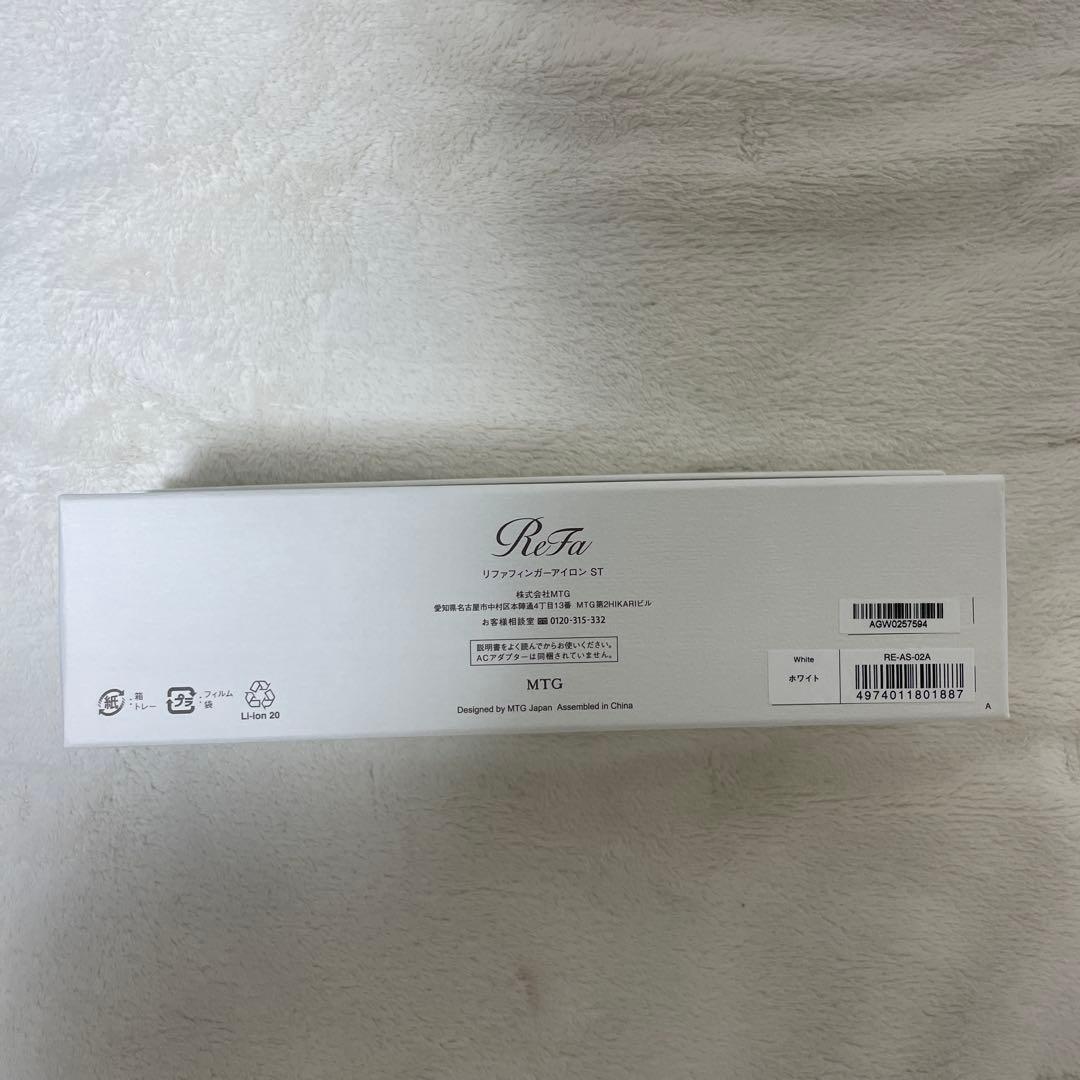 ReFa
リファフィンガーアイロン ST
株式会社MTG
愛知県名古屋市中村区本陣通4丁目13番 MTG第2HIKARIビル
お客様相談室 0120-315-332
説明書をよく読んでからお使いください。
ACアダプターは同梱されていません。
MTG
Designed by MTG Japan Assembled in China
紙 : 箱
トレー
プラ : フィルム
袋
Li-ion 20
AGW0257594
White
ホワイト
RE-AS-02A
4974011801887
A